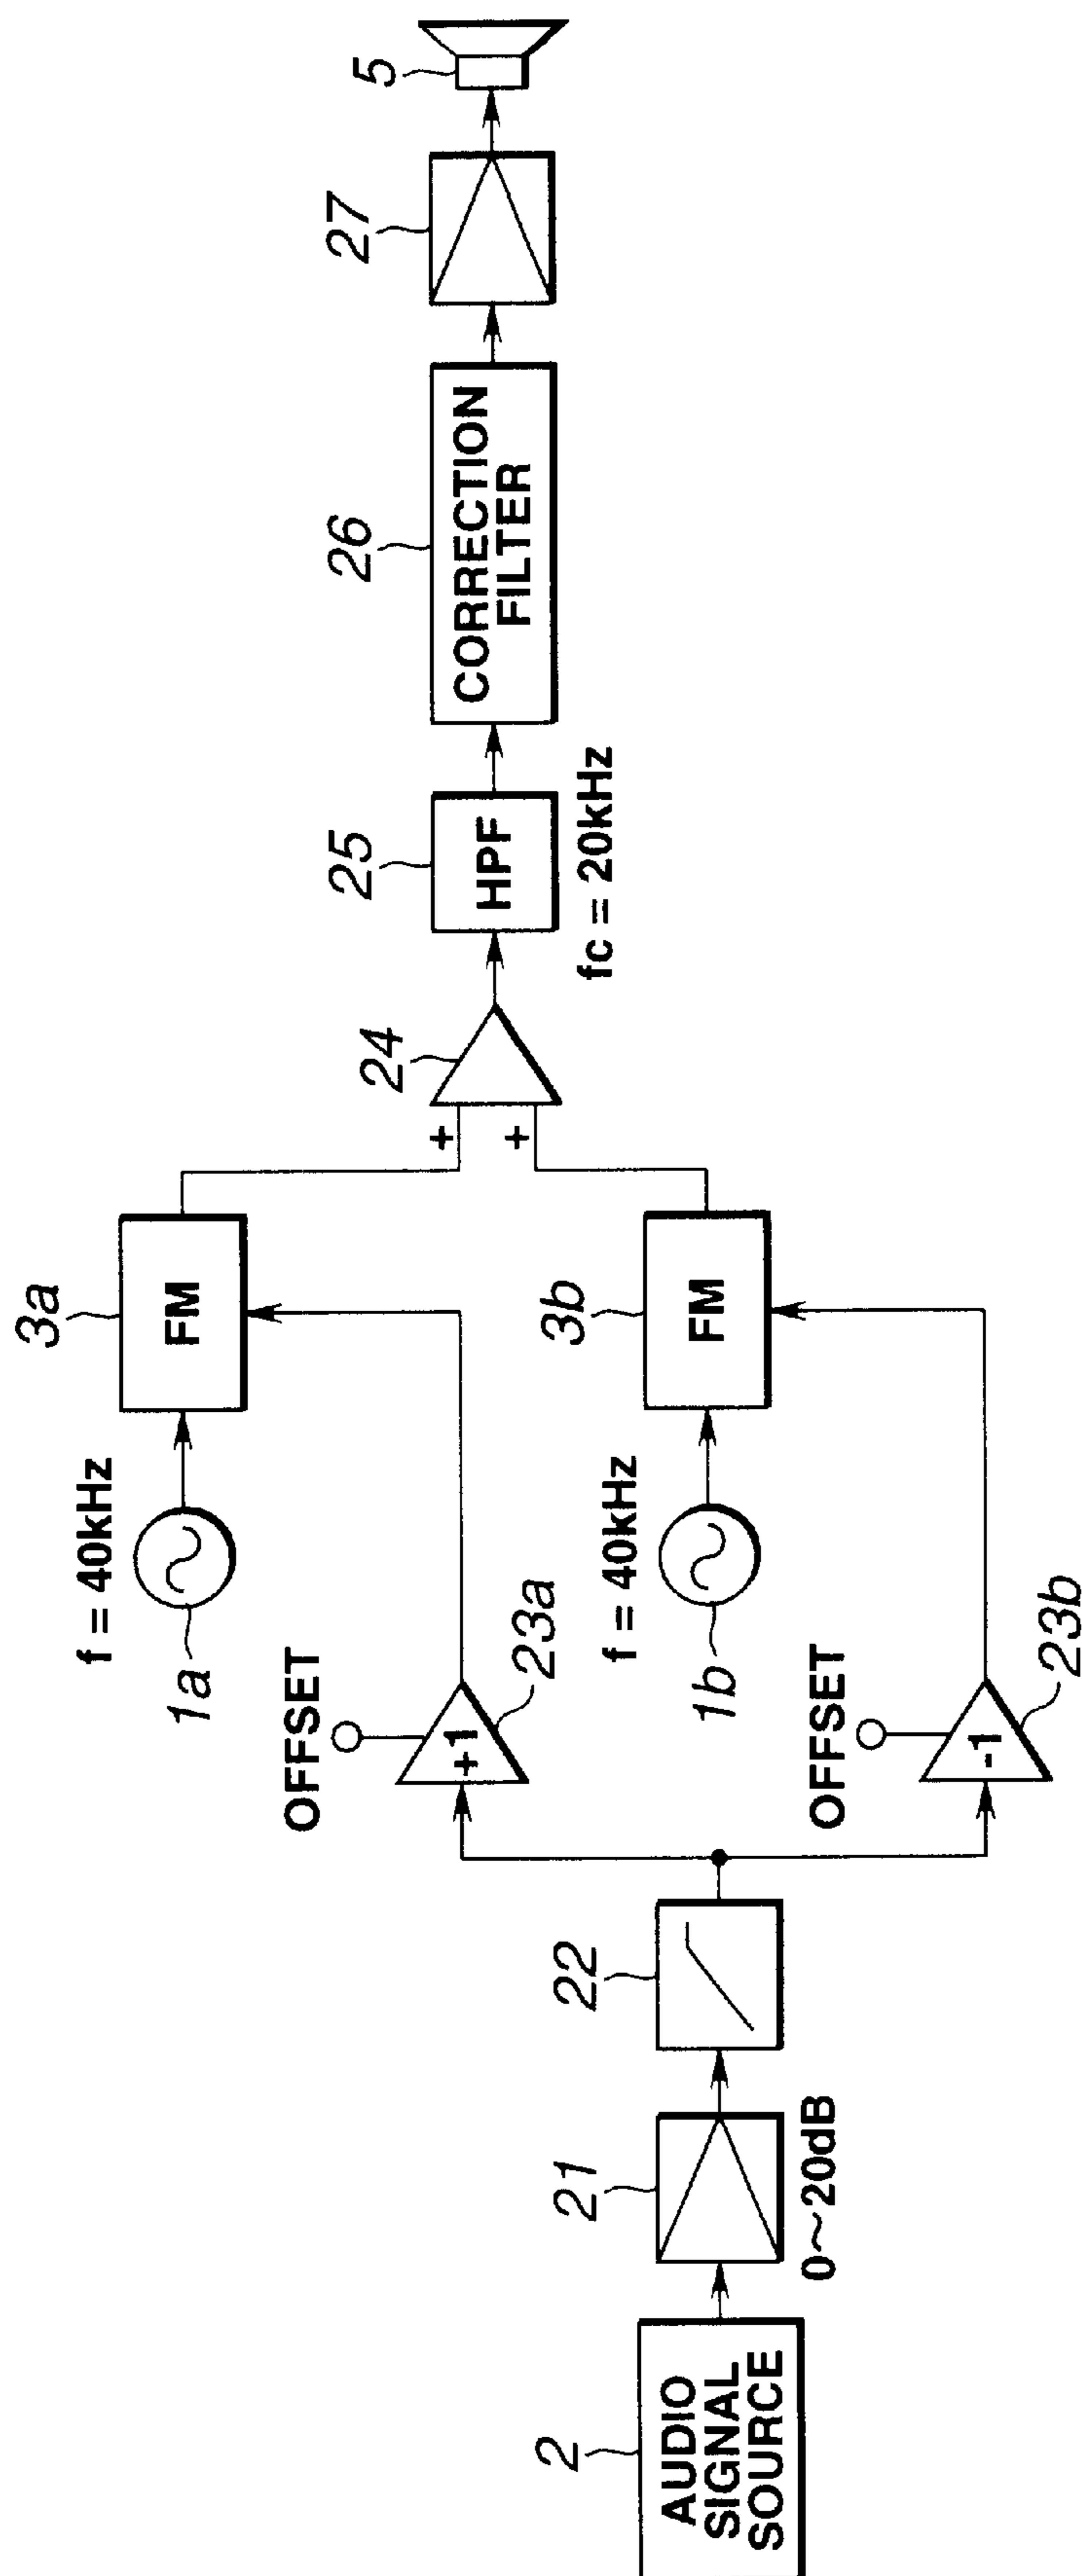 2
AUDIO
SIGNAL
SOURCE
21
0~20dB
22
OFFSET
+1
23a
OFFSET
-1
23b
f = 40kHz
1a
f = 40kHz
1b
3a
FM
3b
FM
+
+
24
25
HPF
fc = 20kHz
26
CORRECTION
FILTER
27
5